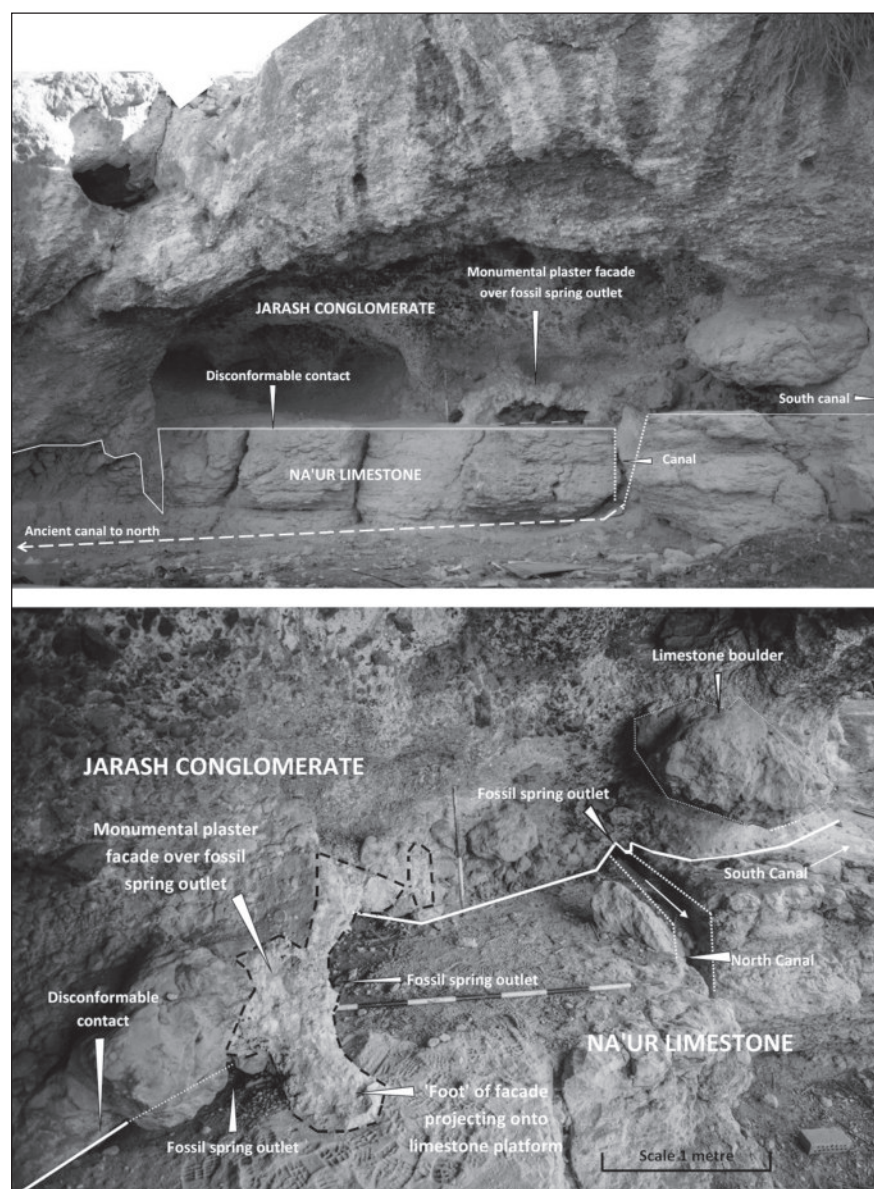 Monumental plaster facade
over fossil spring outlet
JARASH CONGLOMERATE
Disconformable contact
South canal
NA'UR LIMESTONE
Canal
Ancient canal to north
Limestone boulder
JARASH CONGLOMERATE
Fossil spring outlet
Monumental plaster
facade over fossil
spring outlet
South Canal
North Canal
Fossil spring outlet
Disconformable
contact
NA'UR LIMESTONE
'Foot' of facade
projecting onto
limestone platform
Fossil spring outlet
Scale 1 metre